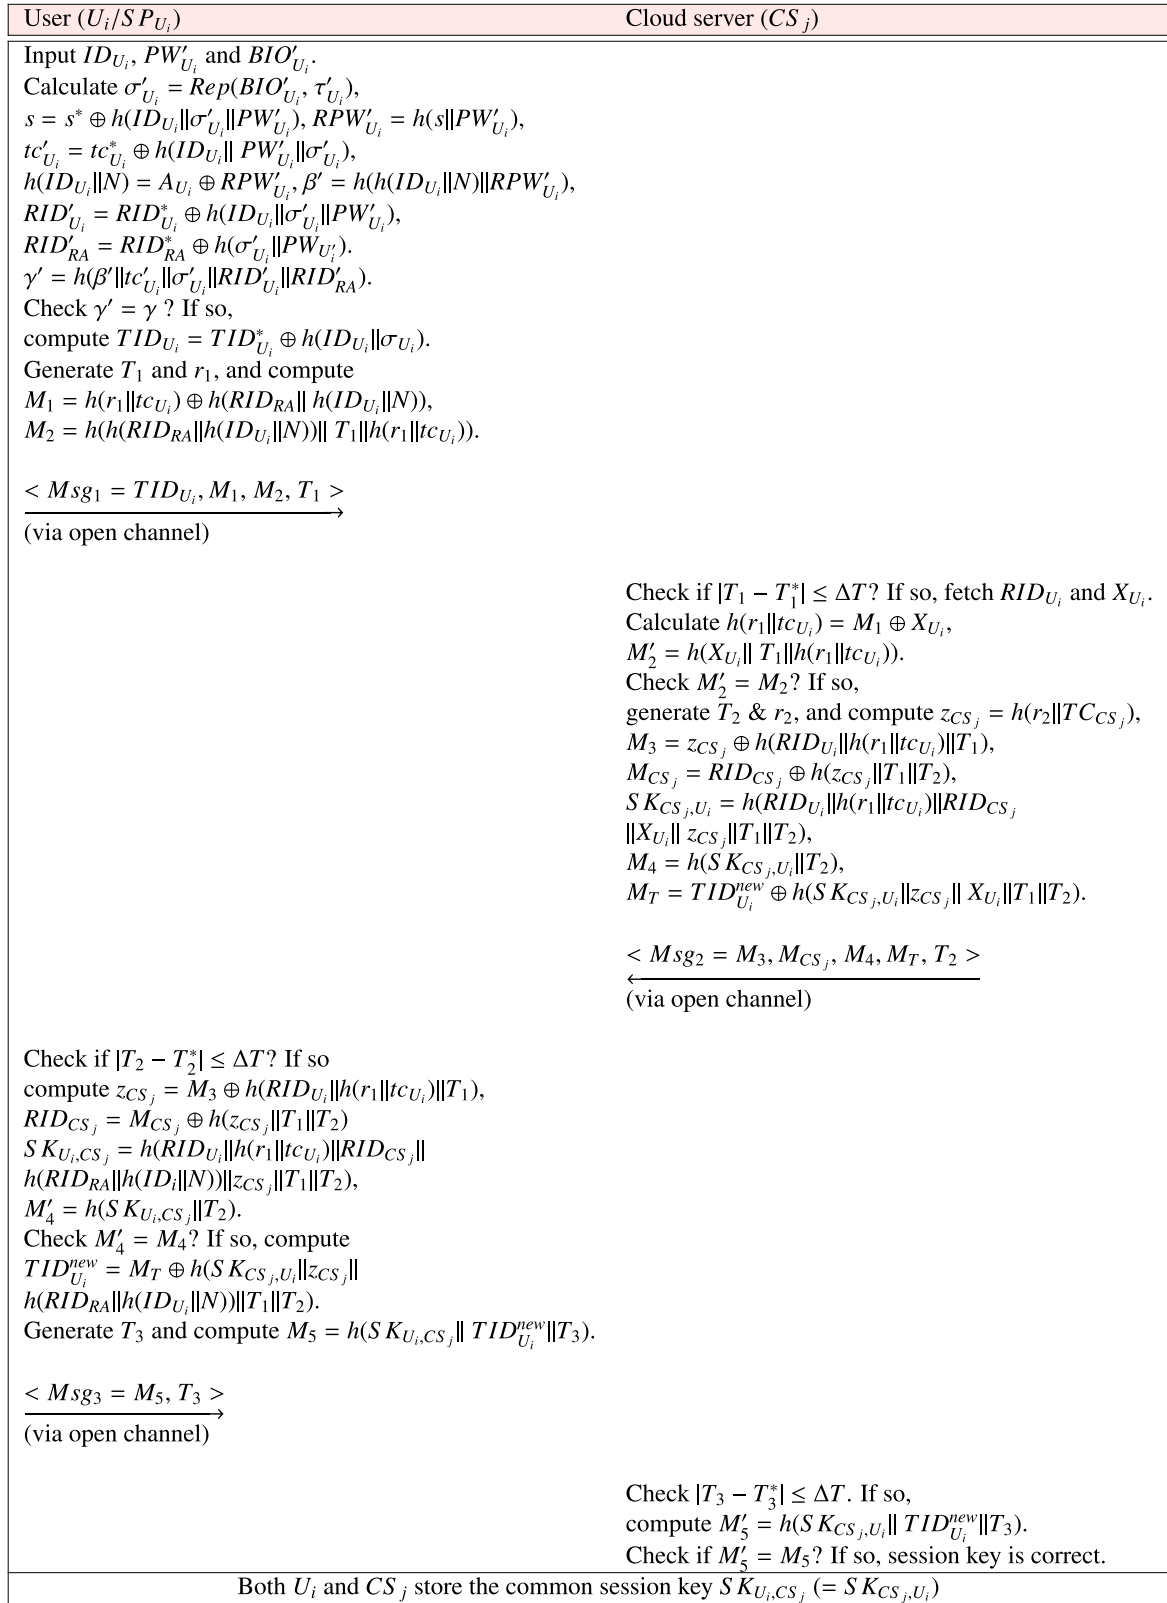 User (U_i/SP_{U_i}) Cloud server (CS_j)
Input ID_{U_i}, PW'_{U_i} and BIO'_{U_i}.
Calculate σ'_{U_i} = Rep(BIO'_{U_i}, τ'_{U_i}),
s = s* ⊕ h(ID_{U_i}||σ'_{U_i}||PW'_{U_i}), RPW'_{U_i} = h(s||PW'_{U_i}),
tc'_{U_i} = tc*_{U_i} ⊕ h(ID_{U_i}|| PW'_{U_i}||σ'_{U_i}),
h(ID_{U_i}||N) = A_{U_i} ⊕ RPW'_{U_i}, β' = h(h(ID_{U_i}||N)||RPW'_{U_i}),
RID'_{U_i} = RID*_{U_i} ⊕ h(ID_{U_i}||σ'_{U_i}||PW'_{U_i}),
RID'_{RA} = RID*_{RA} ⊕ h(σ'_{U_i}||PW_{U'_i}).
γ' = h(β'||tc'_{U_i}||σ'_{U_i}||RID'_{U_i}||RID'_{RA}).
Check γ' = γ ? If so,
compute TID_{U_i} = TID*_{U_i} ⊕ h(ID_{U_i}||σ_{U_i}).
Generate T_1 and r_1, and compute
M_1 = h(r_1||tc_{U_i}) ⊕ h(RID_{RA}|| h(ID_{U_i}||N)),
M_2 = h(h(RID_{RA}||h(ID_{U_i}||N))|| T_1||h(r_1||tc_{U_i})).
< Msg_1 = TID_{U_i}, M_1, M_2, T_1 >
(via open channel)
Check if |T_1 − T*_1| ≤ ΔT? If so, fetch RID_{U_i} and X_{U_i}.
Calculate h(r_1||tc_{U_i}) = M_1 ⊕ X_{U_i},
M'_2 = h(X_{U_i}|| T_1||h(r_1||tc_{U_i})).
Check M'_2 = M_2? If so,
generate T_2 & r_2, and compute z_{CS_j} = h(r_2||TC_{CS_j}),
M_3 = z_{CS_j} ⊕ h(RID_{U_i}||h(r_1||tc_{U_i})||T_1),
M_{CS_j} = RID_{CS_j} ⊕ h(z_{CS_j}||T_1||T_2),
SK_{CS_j,U_i} = h(RID_{U_i}||h(r_1||tc_{U_i})||RID_{CS_j}
||X_{U_i}|| z_{CS_j}||T_1||T_2),
M_4 = h(SK_{CS_j,U_i}||T_2),
M_T = TID^{new}_{U_i} ⊕ h(SK_{CS_j,U_i}||z_{CS_j}|| X_{U_i}||T_1||T_2).
< Msg_2 = M_3, M_{CS_j}, M_4, M_T, T_2 >
(via open channel)
Check if |T_2 − T*_2| ≤ ΔT? If so
compute z_{CS_j} = M_3 ⊕ h(RID_{U_i}||h(r_1||tc_{U_i})||T_1),
RID_{CS_j} = M_{CS_j} ⊕ h(z_{CS_j}||T_1||T_2)
SK_{U_i,CS_j} = h(RID_{U_i}||h(r_1||tc_{U_i})||RID_{CS_j}||
h(RID_{RA}||h(ID_i||N))||z_{CS_j}||T_1||T_2),
M'_4 = h(SK_{U_i,CS_j}||T_2).
Check M'_4 = M_4? If so, compute
TID^{new}_{U_i} = M_T ⊕ h(SK_{CS_j,U_i}||z_{CS_j}||
h(RID_{RA}||h(ID_{U_i}||N))||T_1||T_2).
Generate T_3 and compute M_5 = h(SK_{U_i,CS_j}|| TID^{new}_{U_i}||T_3).
< Msg_3 = M_5, T_3 >
(via open channel)
Check |T_3 − T*_3| ≤ ΔT. If so,
compute M'_5 = h(SK_{CS_j,U_i}|| TID^{new}_{U_i}||T_3).
Check if M'_5 = M_5? If so, session key is correct.
Both U_i and CS_j store the common session key SK_{U_i,CS_j} (= SK_{CS_j,U_i})